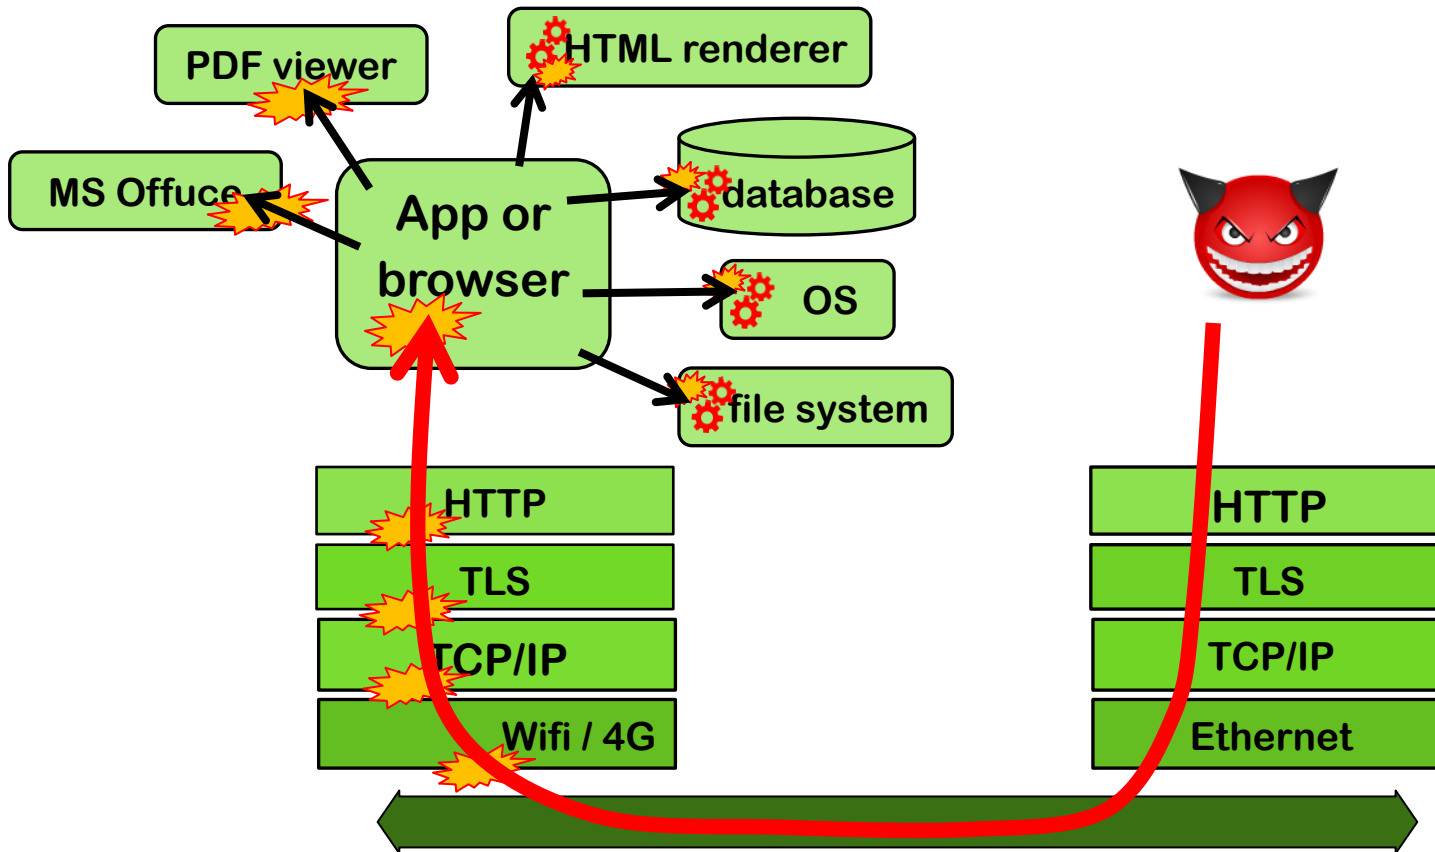 PDF viewer
HTML renderer
MS Offuce
App or
browser
database
OS
file system
HTTP
TLS
TCP/IP
Wifi / 4G
HTTP
TLS
TCP/IP
Ethernet